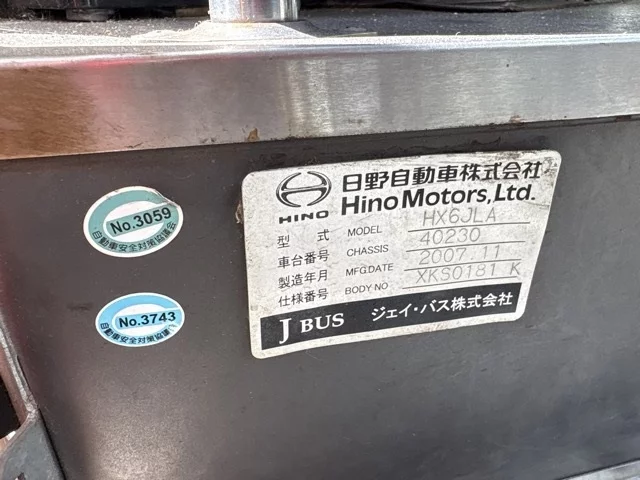 No.3059
自動車安全対策協議会
No.3743
自動車安全対策協議会
HINO
日野自動車株式会社
Hino Motors, Ltd.
型 式 MODEL HX6JLA
車台番号 CHASSIS 40230
製造年月 MFG.DATE 2007 11
仕様番号 BODY NO XKS0181 K
J BUS ジェイ・バス株式会社